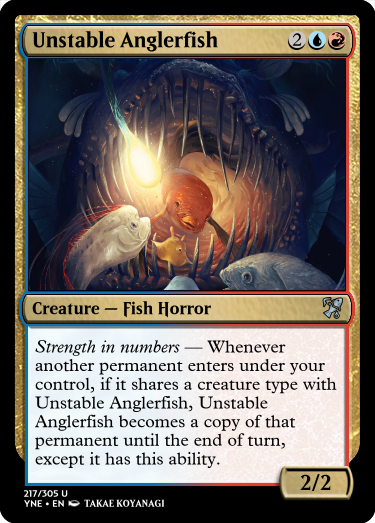 Unstable Anglerfish 2
Creature — Fish Horror
Strength in numbers — Whenever
another permanent enters under your
control, if it shares a creature type with
Unstable Anglerfish, Unstable
Anglerfish becomes a copy of that
permanent until the end of turn,
except it has this ability.
2/2
217/305 U
YNE • EN TAKAE KOYANAGI